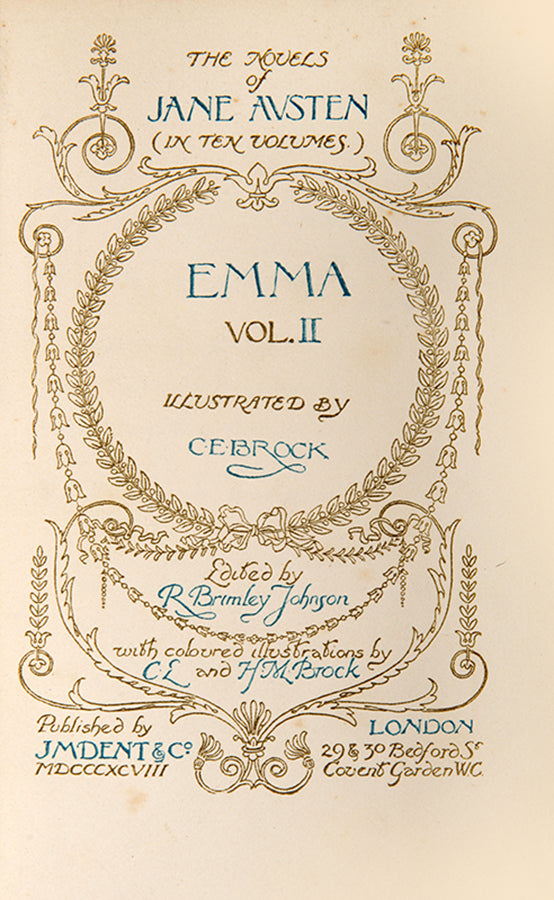 THE NOVELS
of
JANE AVSTEN
(IN TEN VOLUMES.)
EMMA
VOL. II
ILLUSTRATED BY
C.E.BROCK
Edited by
R. Brimley Johnson
with coloured illustrations by
C E and H M Brock
Published by
J M DENT & Co
MDCCCXCVIII
LONDON
29 & 30 Bedford St
Covent Garden W.C.